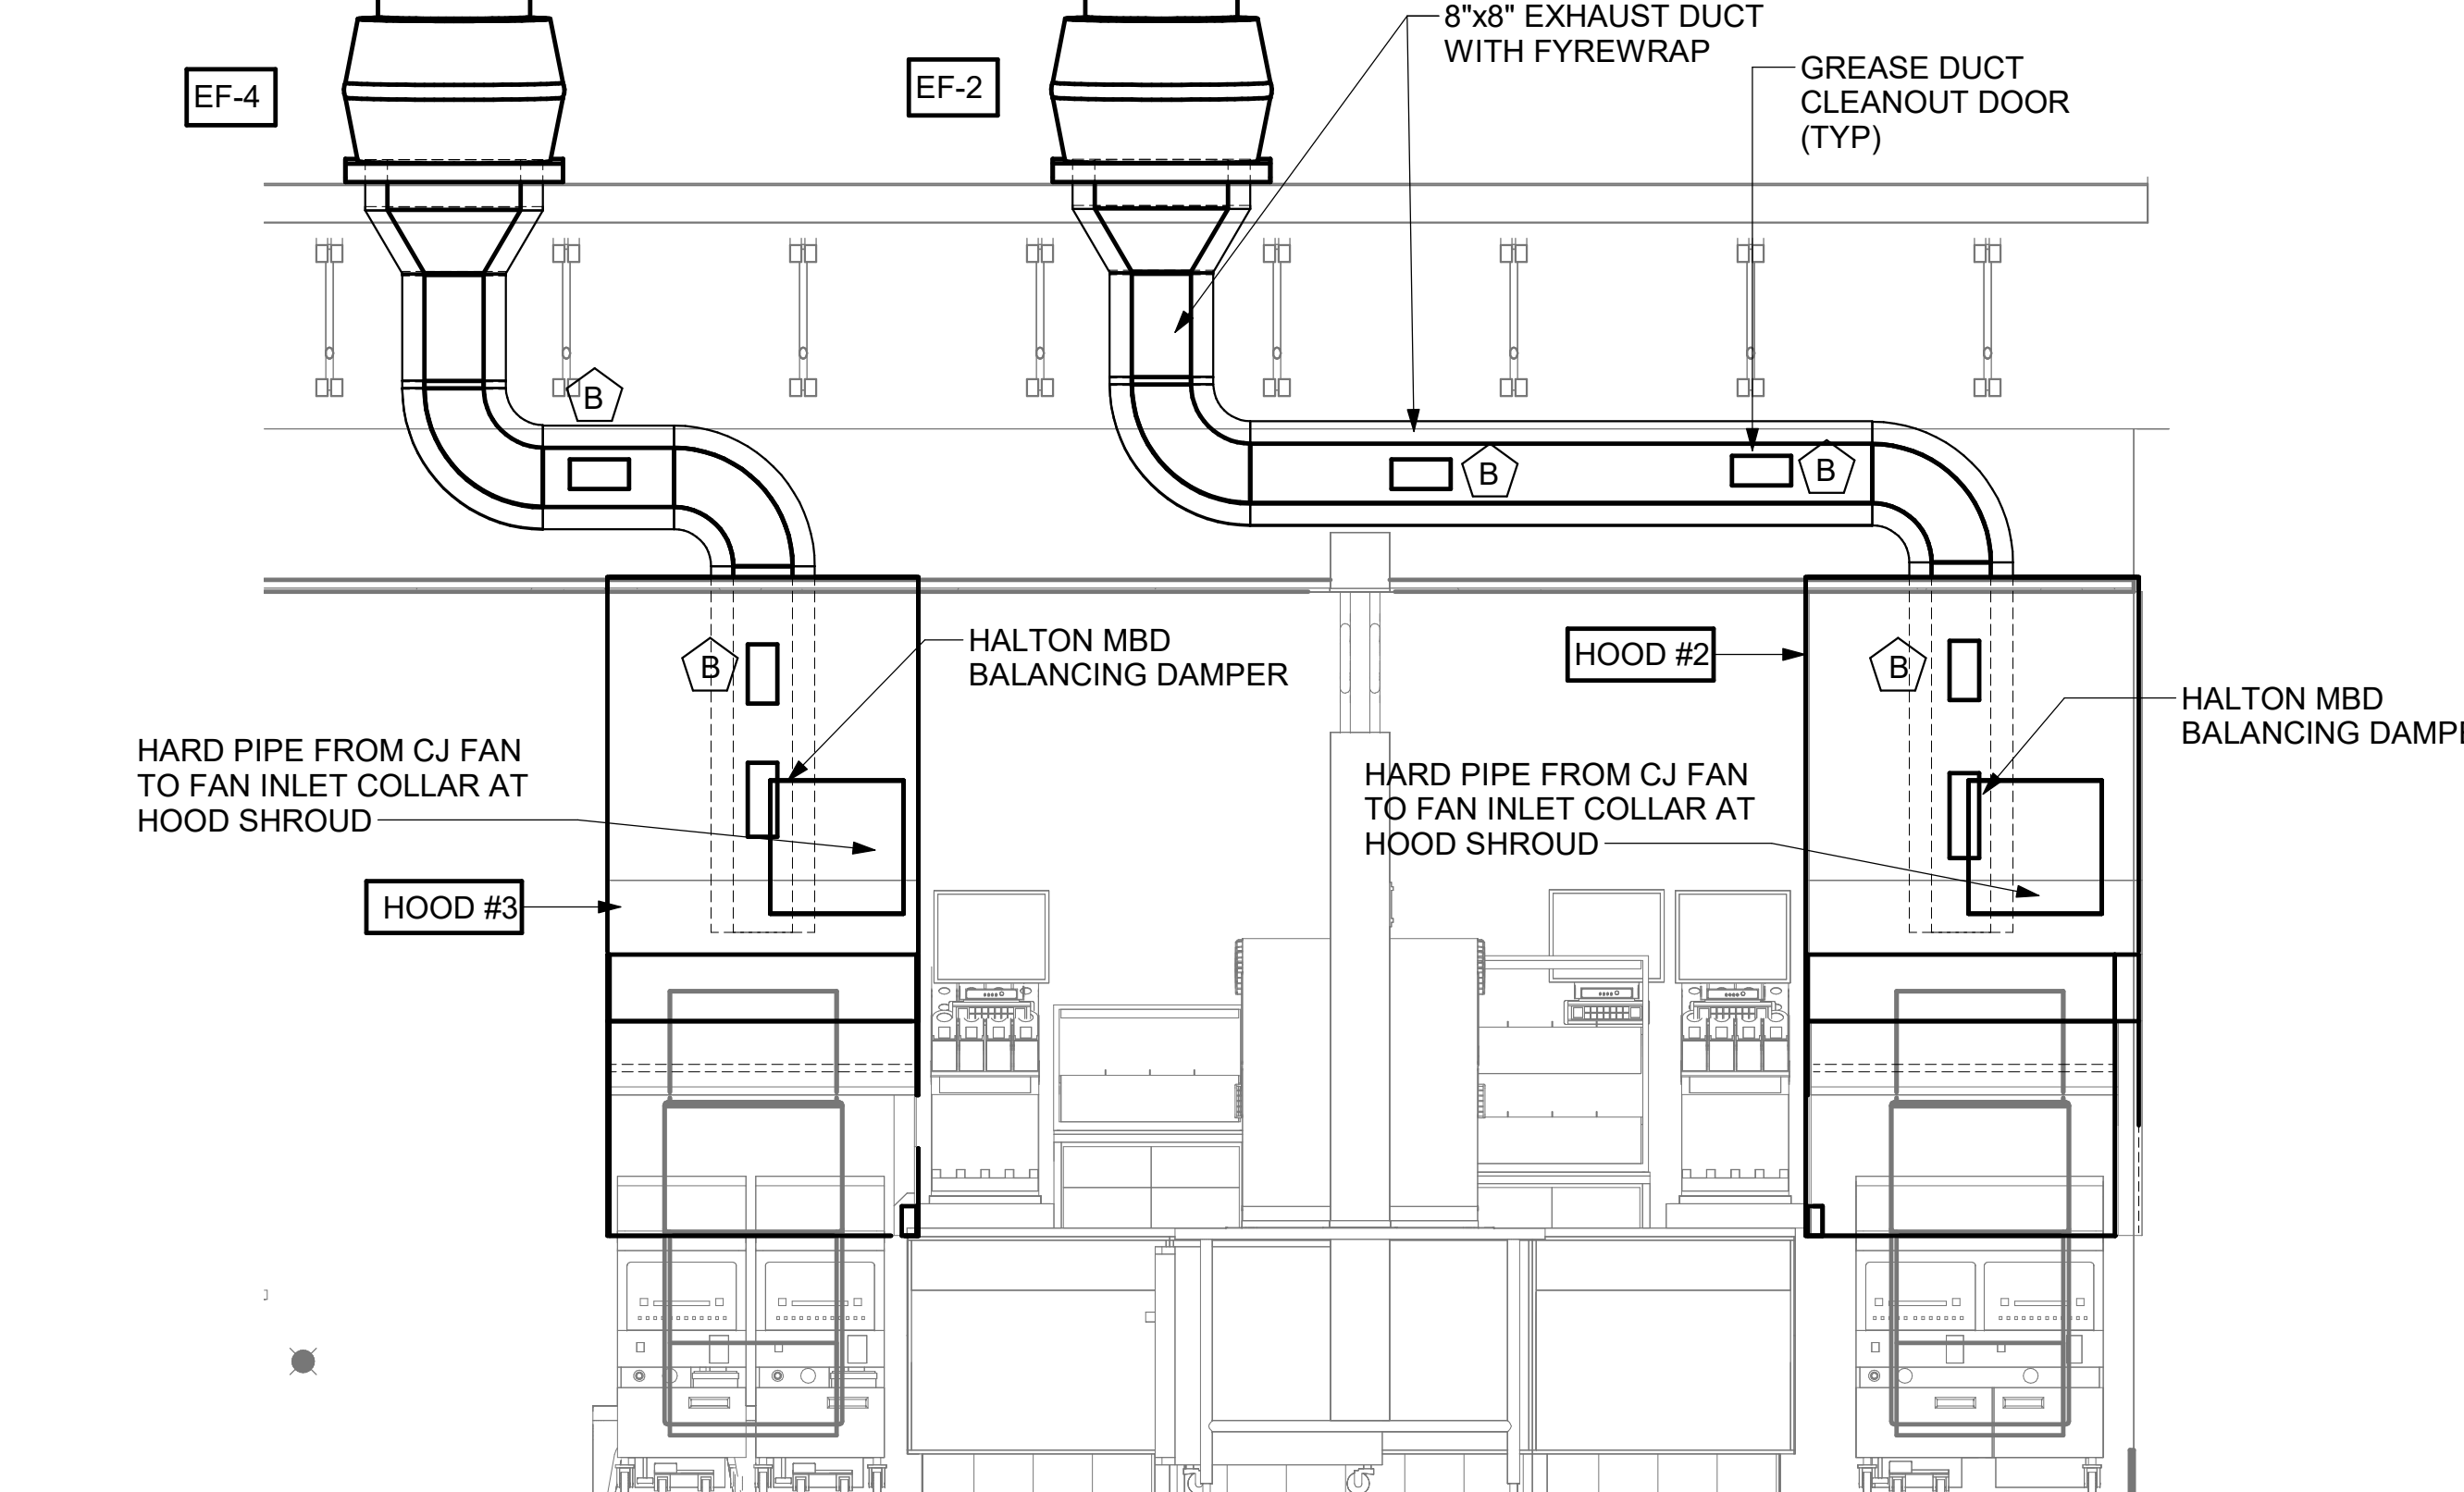 8"x8" EXHAUST DUCT
WITH FYREWRAP
GREASE DUCT
CLEANOUT DOOR
(TYP)
EF-4
EF-2
B
B
B
HALTON MBD
BALANCING DAMPER
B
HOOD #2
B
HALTON MBD
BALANCING
HARD PIPE FROM CJ FAN
TO FAN INLET COLLAR AT
HOOD SHROUD
HARD PIPE FROM CJ FAN
TO FAN INLET COLLAR AT
HOOD SHROUD
HOOD #3